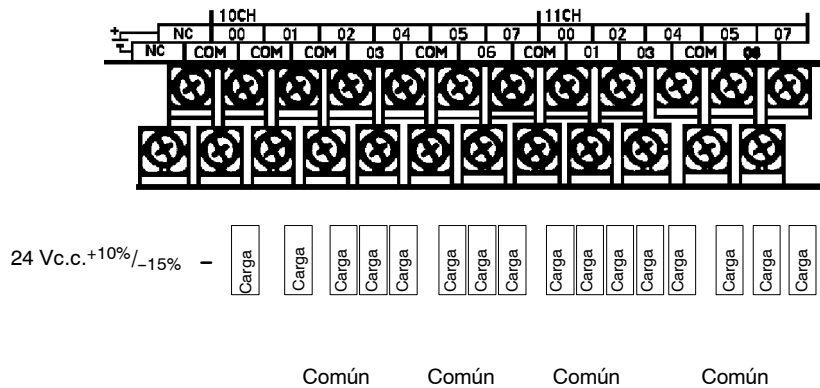 10CH 11CH
+ NC 00 01 02 04 05 07 00 02 04 05 07
- NC COM COM COM 03 COM 06 COM 01 03 COM
Carga Carga Carga Carga Carga Carga Carga Carga Carga Carga Carga Carga Carga Carga Carga Carga
24 Vc.c.+10%/−15% –
Común Común Común Común